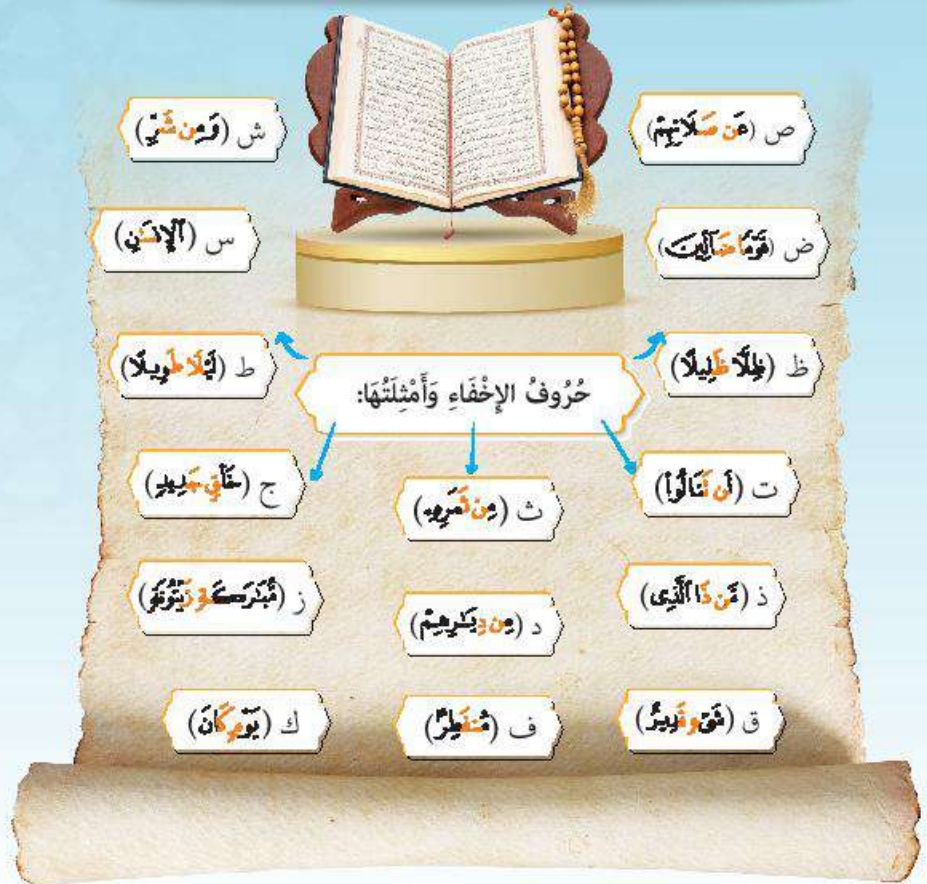 ص (عَن صَلَاتِهِمْ)
ش (وَمِن شَرِّ)
ض (قَوْمًا ضَآلِّينَ)
س (ٱلْإِنسَٰنِ)
ظ (ظِلًّا ظَلِيلًا)
ط (لَيْلًا طَوِيلًا)
حُرُوفُ الإِخْفَاءِ وَأَمْثِلَتُهَا:
ت (لَن تَنَالُوا۟)
ث (مِن ثَمَرِهِۦ)
ج (خَلْقٍ جَدِيدٍ)
ذ (مَّن ذَا ٱلَّذِى)
د (مِن دِيَٰرِهِمْ)
ز (مُّبَٰرَكَةٍ زَيْتُونَةٍ)
ق (شَىْءٍ قَدِيرٌ)
ف (مُنفَطِرٌ)
ك (يَوْمٍ كَانَ)